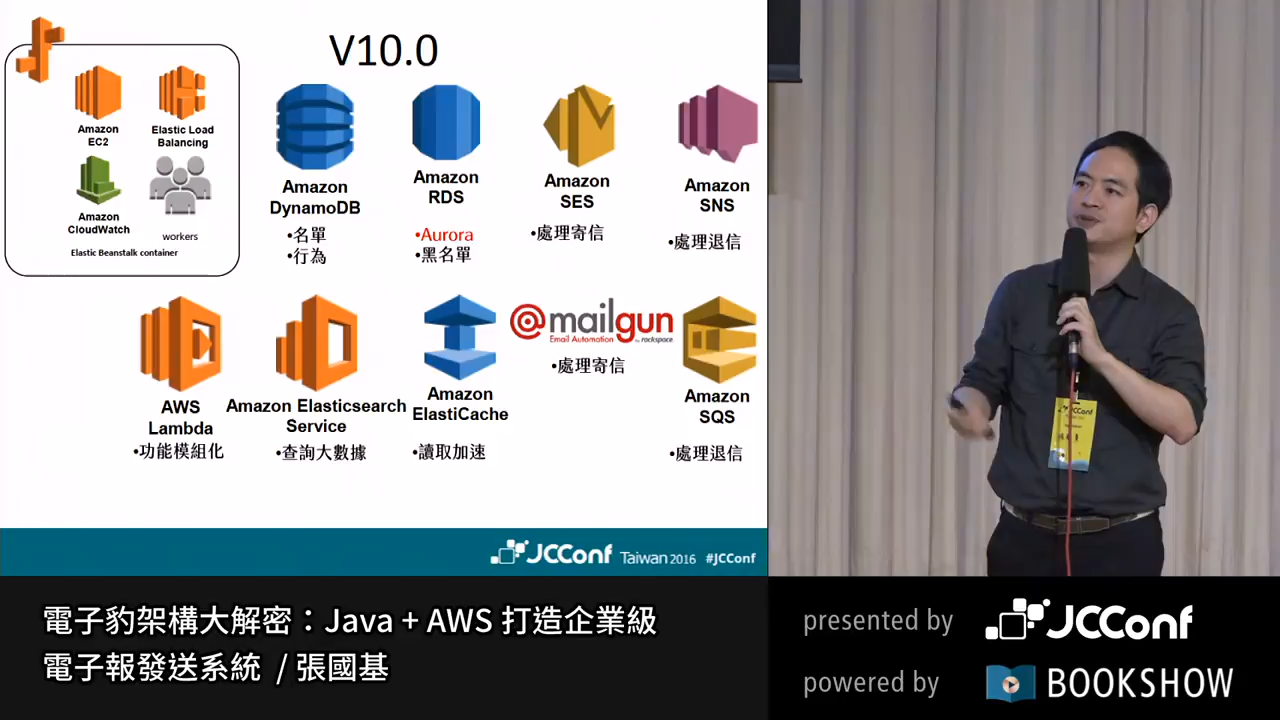 V10.0
Amazon
EC2
Elastic Load
Balancing
Amazon
CloudWatch
workers
Elastic Beanstalk container
Amazon
DynamoDB
•名單
•行為
Amazon
RDS
•Aurora
•黑名單
Amazon
SES
•處理寄信
Amazon
SNS
•處理退信
AWS
Lambda
•功能模組化
Amazon Elasticsearch
Service
•查詢大數據
Amazon
ElastiCache
•讀取加速
@mailgun
Email Automation by rackspace
•處理寄信
Amazon
SQS
•處理退信
JCConf Taiwan 2016 #JCConf
JCConf
電子豹架構大解密：Java + AWS 打造企業級
電子報發送系統 / 張國基
presented by JCConf
powered by BOOKSHOW